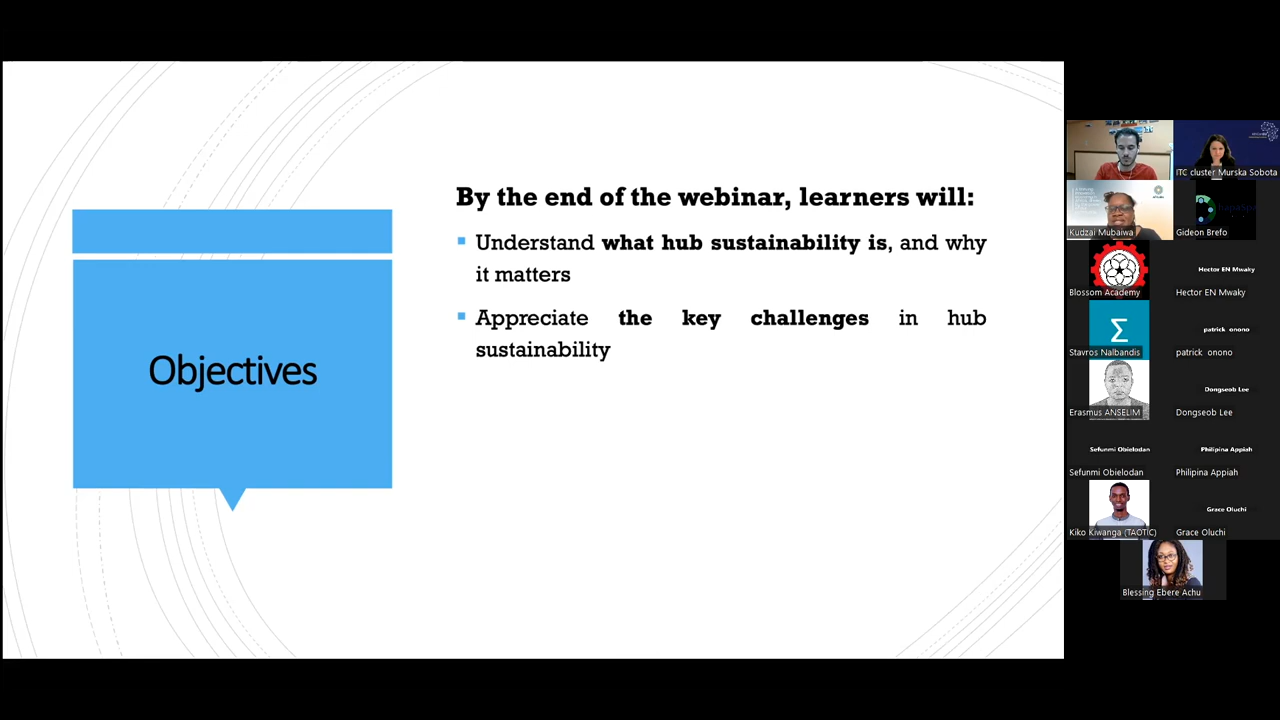 By the end of the webinar, learners will:
Understand what hub sustainability is, and why
it matters
Appreciate the key challenges in hub
sustainability
Objectives
ITC cluster Murska Sobota
Kudzai Mubaiwa
Gideon Brefo
Blossom Academy
Hector EN Mwaky
Hector EN Mwaky
Σ
Stavros Nalbandis
patrick onono
patrick onono
Erasmus ANSELIM
Dongseob Lee
Dongseob Lee
Sefunmi Obielodan
Sefunmi Obielodan
Philipina Appiah
Philipina Appiah
Kiko Kiwanga (TAOTIC)
Grace Oluchi
Grace Oluchi
Blessing Ebere Achu